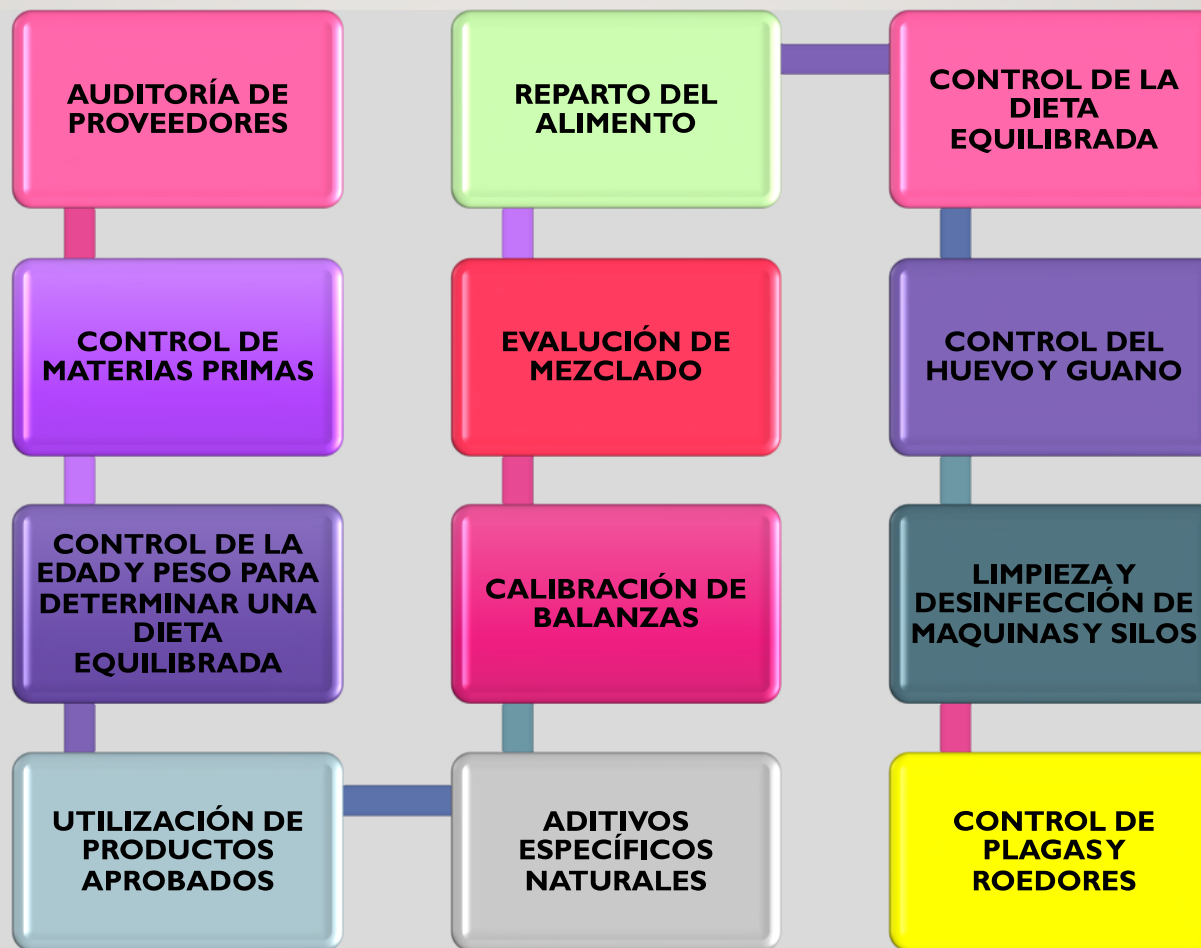 AUDITORÍA DE
PROVEEDORES
CONTROL DE
MATERIAS PRIMAS
CONTROL DE LA
EDAD Y PESO PARA
DETERMINAR UNA
DIETA
EQUILIBRADA
UTILIZACIÓN DE
PRODUCTOS
APROBADOS
ADITIVOS
ESPECÍFICOS
NATURALES
CALIBRACIÓN DE
BALANZAS
EVALUCIÓN DE
MEZCLADO
REPARTO DEL
ALIMENTO
CONTROL DE LA
DIETA
EQUILIBRADA
CONTROL DEL
HUEVO Y GUANO
LIMPIEZA Y
DESINFECCIÓN DE
MAQUINAS Y SILOS
CONTROL DE
PLAGAS Y
ROEDORES